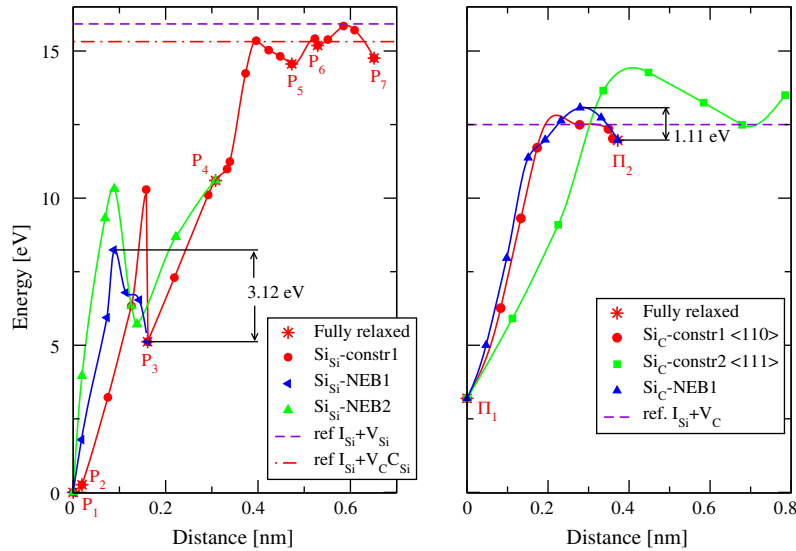 15
10
5
0
Energy [eV]
0
0.2
0.4
0.6
Distance [nm]
P1
P2
P3
P4
P5
P6
P7
3.12 eV
Fully relaxed
SiSi-constr1
SiSi-NEB1
SiSi-NEB2
ref ISi+VSi
ref ISi+VCCSi
0
0.2
0.4
0.6
0.8
Distance [nm]
Π1
Π2
1.11 eV
Fully relaxed
SiC-constr1 <110>
SiC-constr2 <111>
SiC-NEB1
ref. ISi+VC